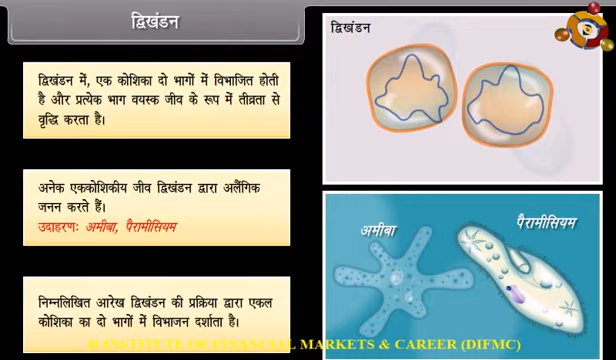 द्विखंडन
द्विखंडन में, एक कोशिका दो भागों में विभाजित होती
है और प्रत्येक भाग वयस्क जीव के रूप में तीव्रता से
वृद्धि करता है।
अनेक एककोशिकीय जीव द्विखंडन द्वारा अलैंगिक
जनन करते हैं।
उदाहरण: अमीबा, पैरामीसियम
निम्नलिखित आरेख द्विखंडन की प्रक्रिया द्वारा एकल
कोशिका का दो भागों में विभाजन दर्शाता है।
द्विखंडन
अमीबा
पैरामीसियम
D INSTITUTE OF FINANCIAL MARKETS & CAREER (DIFMC)